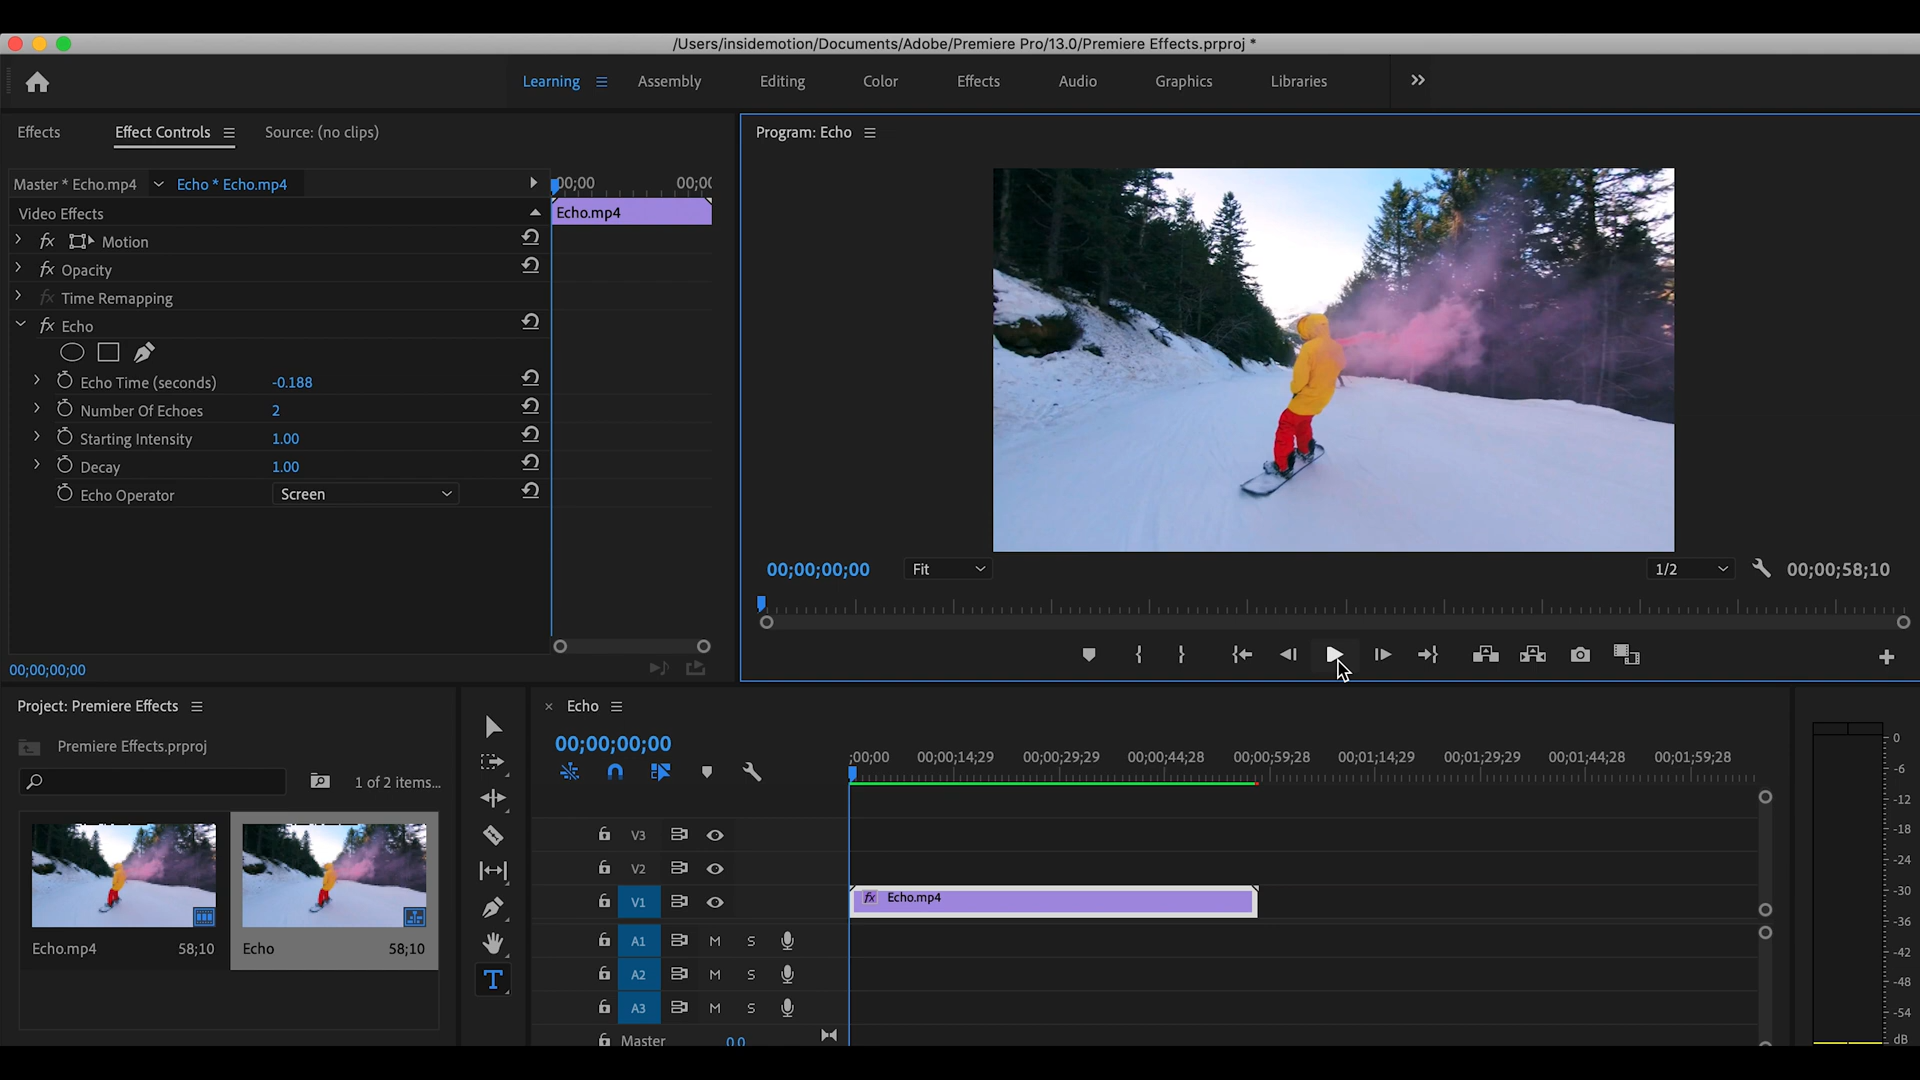 /Users/insidemotion/Documents/Adobe/Premiere Pro/13.0/Premiere Effects.prproj *
Learning Assembly Editing Color Effects Audio Graphics Libraries
Effects Effect Controls Source: (no clips)
Program: Echo
Master * Echo.mp4 Echo * Echo.mp4
Video Effects
fx Motion
fx Opacity
fx Time Remapping
fx Echo
Echo Time (seconds) -0.188
Number Of Echoes 2
Starting Intensity 1.00
Decay 1.00
Echo Operator Screen
Echo.mp4
00;00;00;00
00;00;00;00 Fit 1/2 00;00;58;10
Project: Premiere Effects
Premiere Effects.prproj
1 of 2 items...
Echo.mp4 58;10
Echo 58;10
Echo
00;00;00;00
;00;00 00;00;14;29 00;00;29;29 00;00;44;28 00;00;59;28 00;01;14;29 00;01;29;29 00;01;44;28 00;01;59;28
V3
V2
V1
fx Echo.mp4
A1 M S
A2 M S
A3 M S
Master 0.0
0
-6
-12
-18
-24
-30
-36
-42
-48
-54
dB